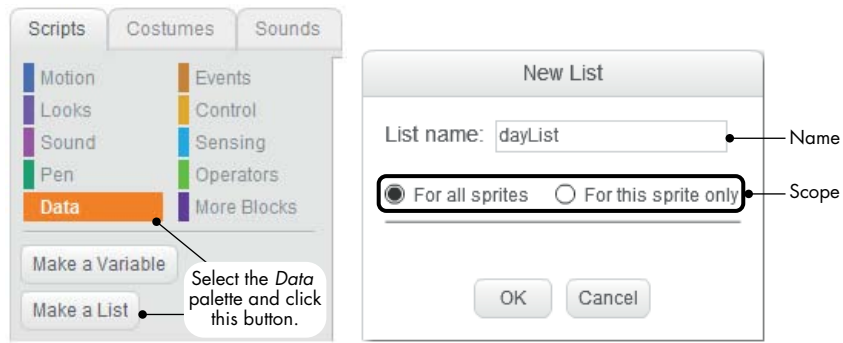 Scripts Costumes Sounds
Motion Events
Looks Control
Sound Sensing
Pen Operators
Data More Blocks
Make a Variable
Make a List
Select the Data
palette and click
this button.
New List
List name: dayList
Name
For all sprites For this sprite only
Scope
OK Cancel